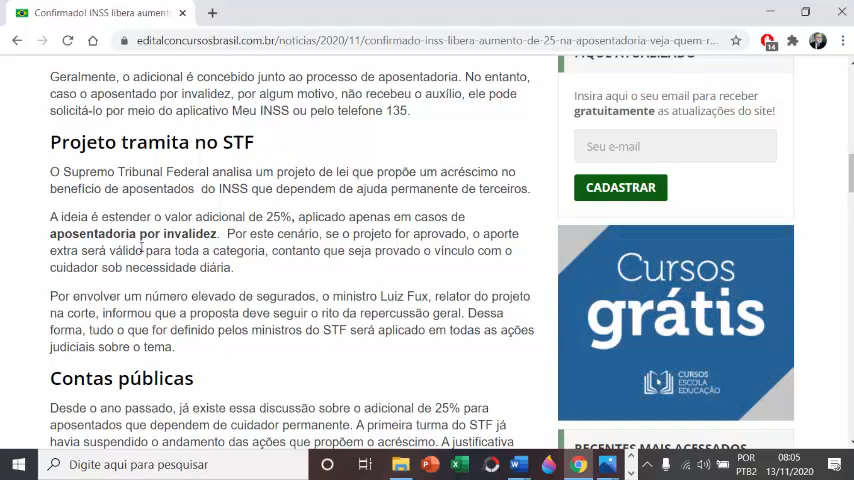 Confirmado! INSS libera aument
editalconcursosbrasil.com.br/noticias/2020/11/confirmado-inss-libera-aumento-de-25-na-aposentadoria-veja-quem-r...
14
Geralmente, o adicional é concebido junto ao processo de aposentadoria. No entanto,
caso o aposentado por invalidez, por algum motivo, não recebeu o auxílio, ele pode
solicitá-lo por meio do aplicativo Meu INSS ou pelo telefone 135.
Projeto tramita no STF
O Supremo Tribunal Federal analisa um projeto de lei que propõe um acréscimo no
benefício de aposentados do INSS que dependem de ajuda permanente de terceiros.
A ideia é estender o valor adicional de 25%, aplicado apenas em casos de
aposentadoria por invalidez. Por este cenário, se o projeto for aprovado, o aporte
extra será válido para toda a categoria, contanto que seja provado o vínculo com o
cuidador sob necessidade diária.
Por envolver um número elevado de segurados, o ministro Luiz Fux, relator do projeto
na corte, informou que a proposta deve seguir o rito da repercussão geral. Dessa
forma, tudo o que for definido pelos ministros do STF será aplicado em todas as ações
judiciais sobre o tema.
Contas públicas
Desde o ano passado, já existe essa discussão sobre o adicional de 25% para
aposentados que dependem de cuidador permanente. A primeira turma do STF já
havia suspendido o andamento das ações que propõem o acréscimo. A justificativa
FIQUE ATUALIZADO
Insira aqui o seu email para receber
gratuitamente as atualizações do site!
Seu e-mail
CADASTRAR
Cursos
grátis
CURSOS
ESCOLA
EDUCAÇÃO
RECENTES MAIS ACESSADOS
Digite aqui para pesquisar
POR
PTB2
08:05
13/11/2020